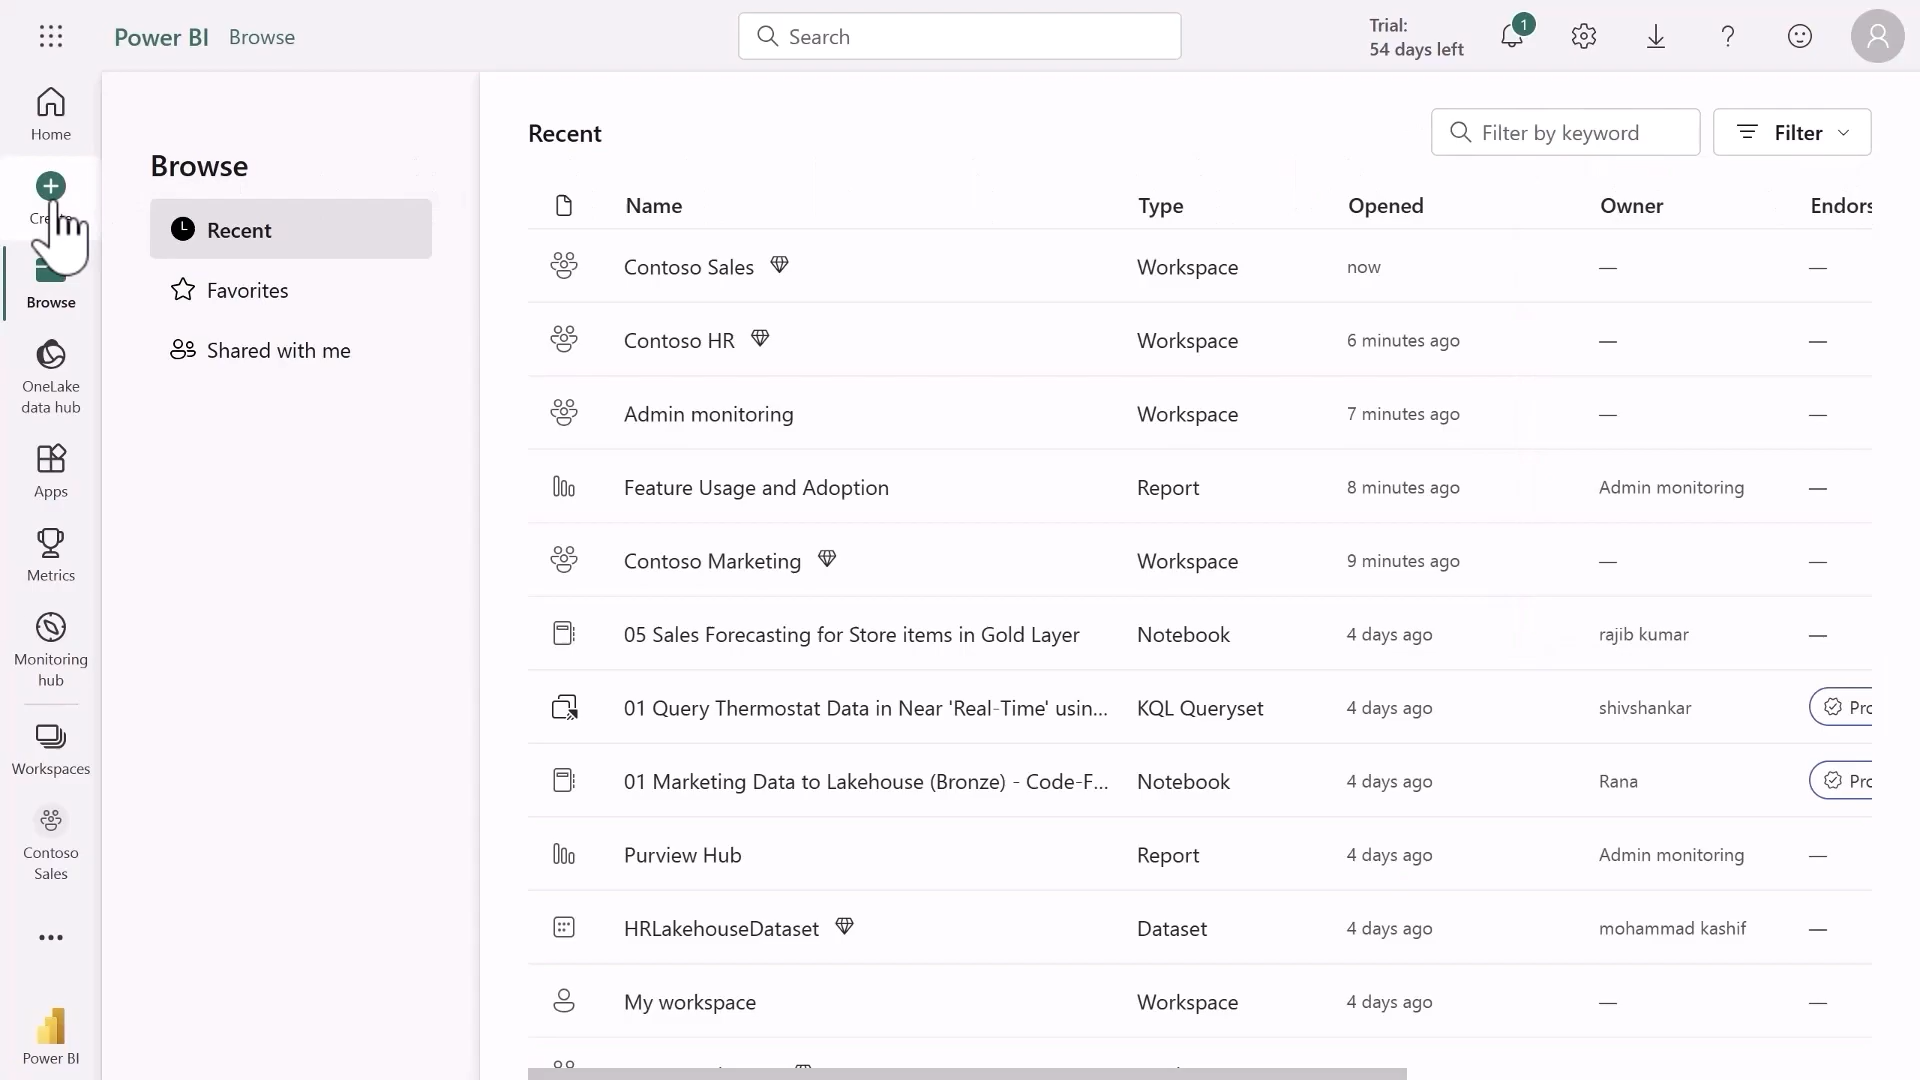 Power BI Browse
Search
Trial:
54 days left
1
Home
Browse
OneLake
data hub
Apps
Metrics
Monitoring
hub
Workspaces
Contoso
Sales
Power BI
Browse
Recent
Favorites
Shared with me
Recent
Filter by keyword
Filter
Name Type Opened Owner Endors
Contoso Sales Workspace now — —
Contoso HR Workspace 6 minutes ago — —
Admin monitoring Workspace 7 minutes ago — —
Feature Usage and Adoption Report 8 minutes ago Admin monitoring —
Contoso Marketing Workspace 9 minutes ago — —
05 Sales Forecasting for Store items in Gold Layer Notebook 4 days ago rajib kumar —
01 Query Thermostat Data in Near 'Real-Time' usin... KQL Queryset 4 days ago shivshankar Pro
01 Marketing Data to Lakehouse (Bronze) - Code-F... Notebook 4 days ago Rana Pro
Purview Hub Report 4 days ago Admin monitoring —
HRLakehouseDataset Dataset 4 days ago mohammad kashif —
My workspace Workspace 4 days ago — —